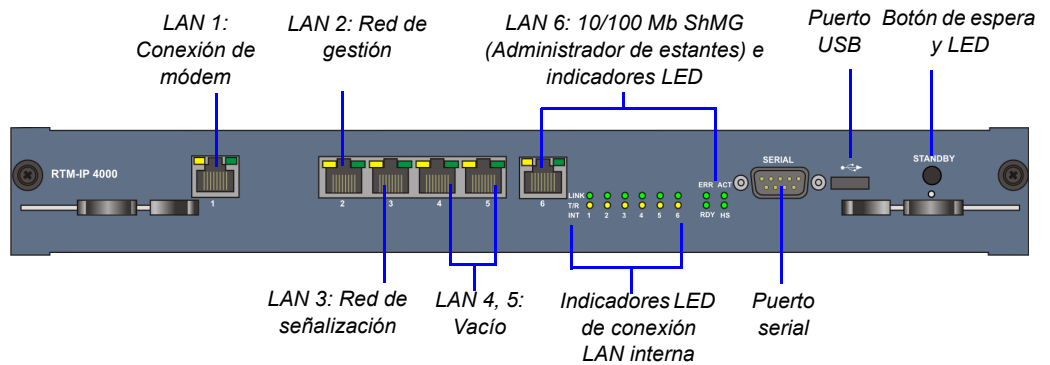 LAN 1:
Conexión de
módem
LAN 2: Red de
gestión
LAN 6: 10/100 Mb ShMG
(Administrador de estantes) e
indicadores LED
Puerto
USB
Botón de espera
y LED
RTM-IP 4000
1
2
3
4
5
6
LINK
T/R
INT 1 2 3 4 5 6
ERR ACT
RDY HS
SERIAL
STANDBY
LAN 3: Red de
señalización
LAN 4, 5:
Vacío
Indicadores LED
de conexión
LAN interna
Puerto
serial